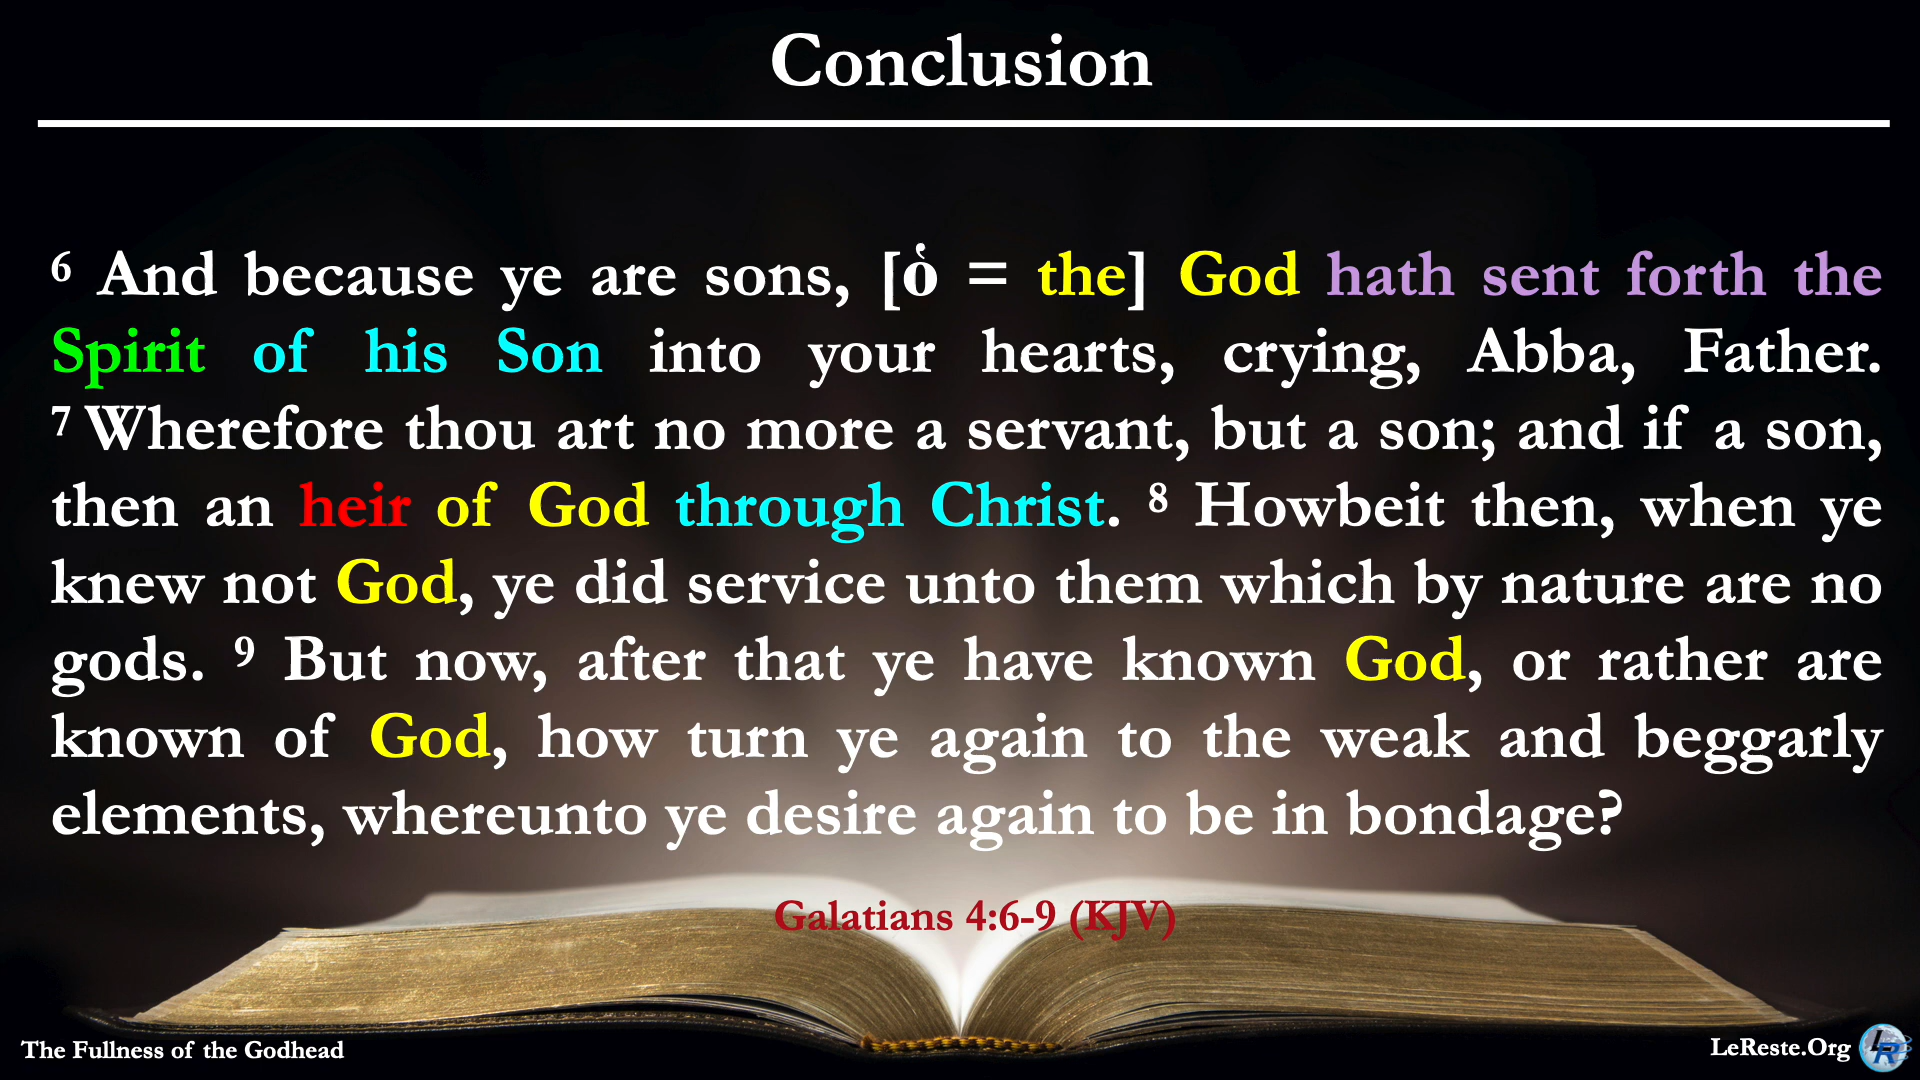 Conclusion
⁶ And because ye are sons, [ὁ = the] God hath sent forth the
Spirit of his Son into your hearts, crying, Abba, Father.
⁷ Wherefore thou art no more a servant, but a son; and if a son,
then an heir of God through Christ. ⁸ Howbeit then, when ye
knew not God, ye did service unto them which by nature are no
gods. ⁹ But now, after that ye have known God, or rather are
known of God, how turn ye again to the weak and beggarly
elements, whereunto ye desire again to be in bondage?
Galatians 4:6-9 (KJV)
The Fullness of the Godhead
LeReste.Org LR